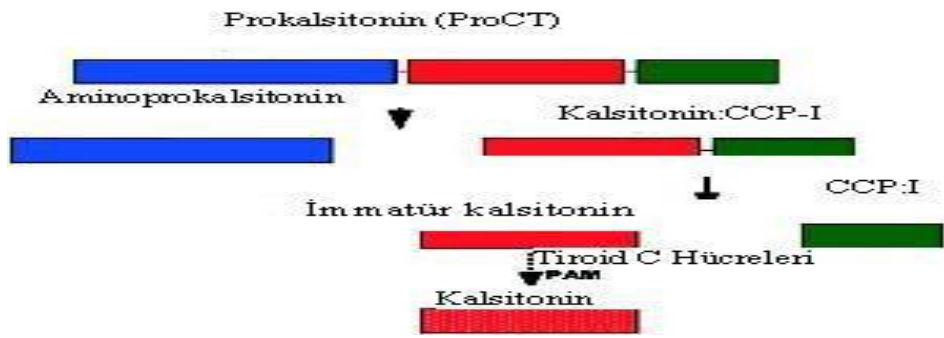 Prokalsitonin (ProCT)
Aminoprokalsitonin
Kalsitonin:CCP-I
CCP:I
İmmatür kalsitonin
Tiroid C Hücreleri
PAM
Kalsitonin